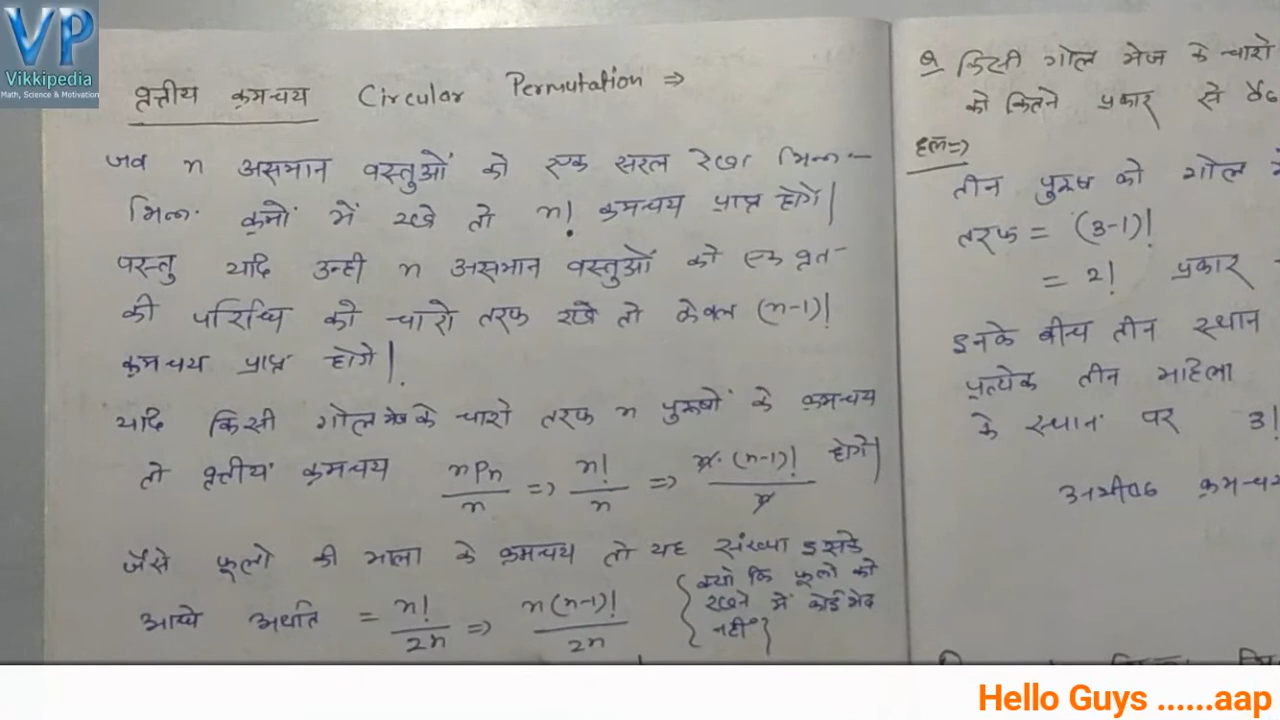 VP
Vikkipedia
Math, Science & Motivation
वृत्तीय क्रमचय Circular Permutation ⇒
जब n असमान वस्तुओं को एक सरल रेखा भिन्न-
भिन्न क्रमों में रखे तो n! क्रमचय प्राप्त होगे|
परन्तु यदि उन्ही n असमान वस्तुओं को एक वृत-
की परिधि को चारो तरफ रखे तो केवल (n-1)!
क्रमचय प्राप्त होगे|
यदि किसी गोल मेज के चारो तरफ n पुरूषों के क्रमचय
तो वृत्तीय क्रमचय nPn/n ⇒ n!/n ⇒ n·(n-1)!/n होगे|
जैसे फूलो की माला के क्रमचय तो यह संख्या इसके
आधे अर्थात = n!/2n ⇒ n(n-1)!/2n
{क्यो कि फूलो को
रखने में कोई भेद
नहीं}
Q किसी गोल मेज के चारो
को कितने प्रकार से
हल⇒
तीन पुरूष को गोल
तरफ = (3-1)!
= 2! प्रकार
इनके बीच तीन स्थान
प्रत्येक तीन महिला
के स्थान पर 3!
अभीष्ठ क्रमचय
Hello Guys ......aap